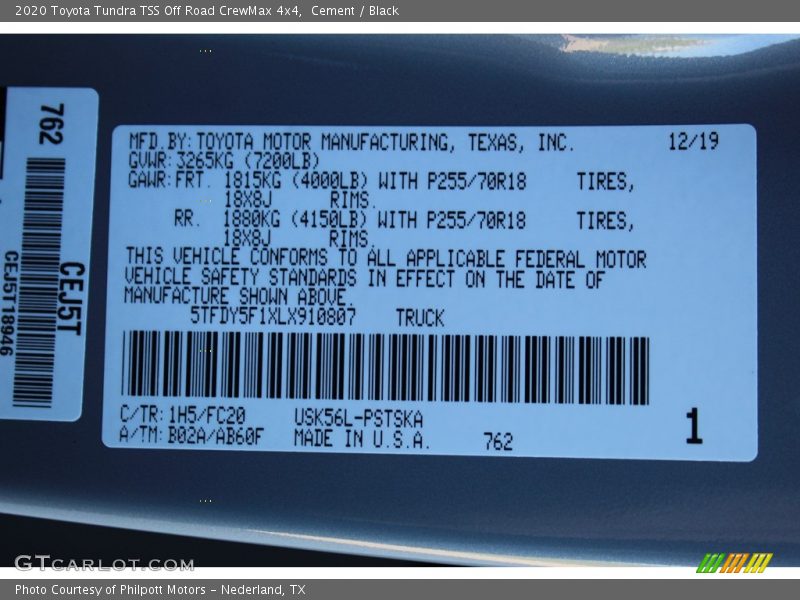 2020 Toyota Tundra TSS Off Road CrewMax 4x4,  Cement / Black
762
CEJ5T
CEJ5T18946
MFD.BY: TOYOTA MOTOR MANUFACTURING, TEXAS, INC. 12/19
GVWR: 3265KG (7200LB)
GAWR: FRT. 1815KG (4000LB) WITH P255/70R18 TIRES,
18X8J RIMS.
RR. 1880KG (4150LB) WITH P255/70R18 TIRES,
18X8J RIMS.
THIS VEHICLE CONFORMS TO ALL APPLICABLE FEDERAL MOTOR
VEHICLE SAFETY STANDARDS IN EFFECT ON THE DATE OF
MANUFACTURE SHOWN ABOVE.
5TFDY5F1XLX910807 TRUCK
C/TR: 1H5/FC20 USK56L-PSTSKA
A/TM: B02A/AB60F MADE IN U.S.A. 762
1
GTCARLOT.COM
Photo Courtesy of Philpott Motors - Nederland, TX